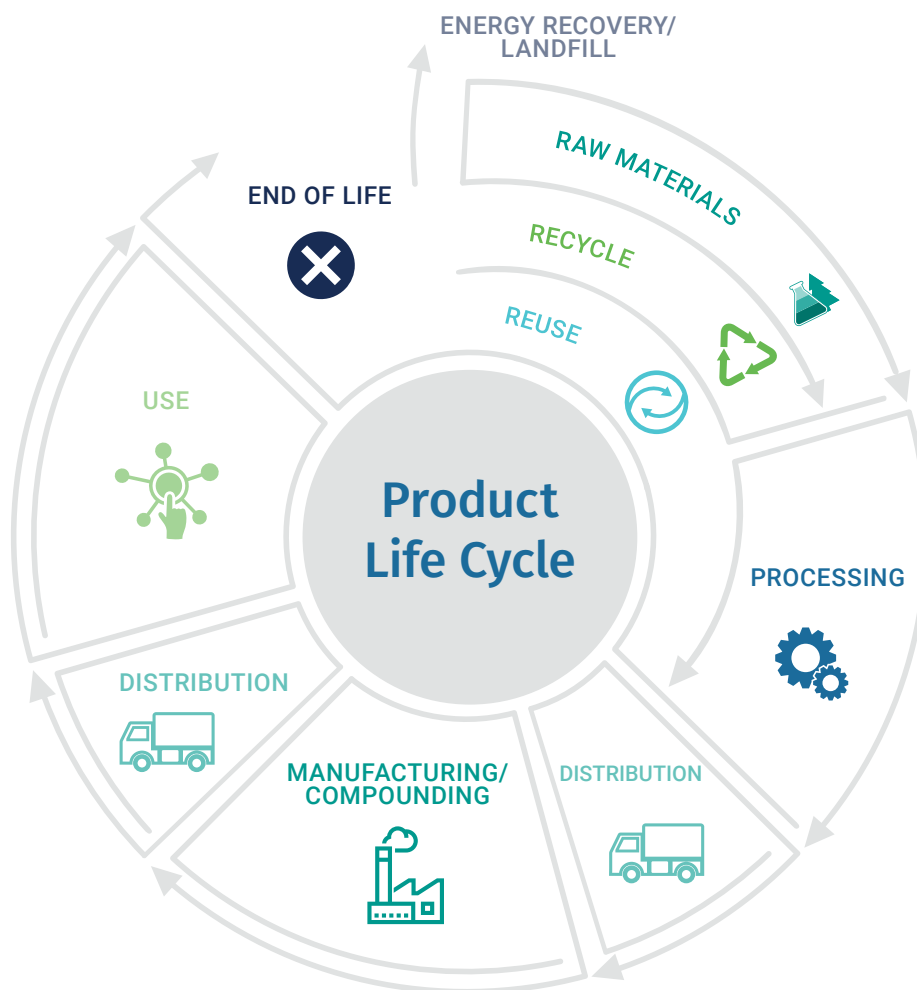 ENERGY RECOVERY/
LANDFILL
RAW MATERIALS
END OF LIFE
RECYCLE
REUSE
USE
Product
Life Cycle
PROCESSING
DISTRIBUTION
MANUFACTURING/
COMPOUNDING
DISTRIBUTION